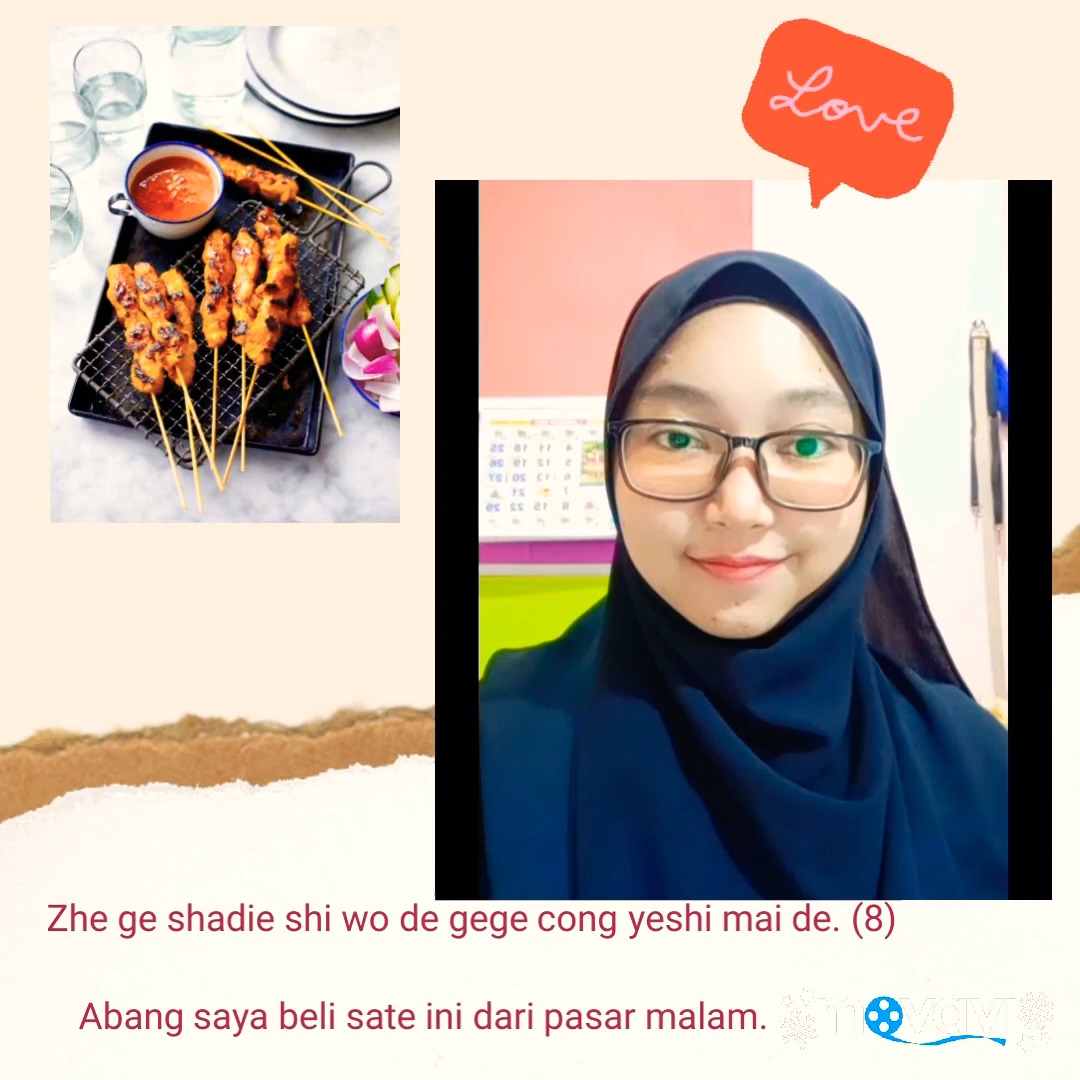 Love
Zhe ge shadie shi wo de gege cong yeshi mai de. (8)
Abang saya beli sate ini dari pasar malam.
movavi